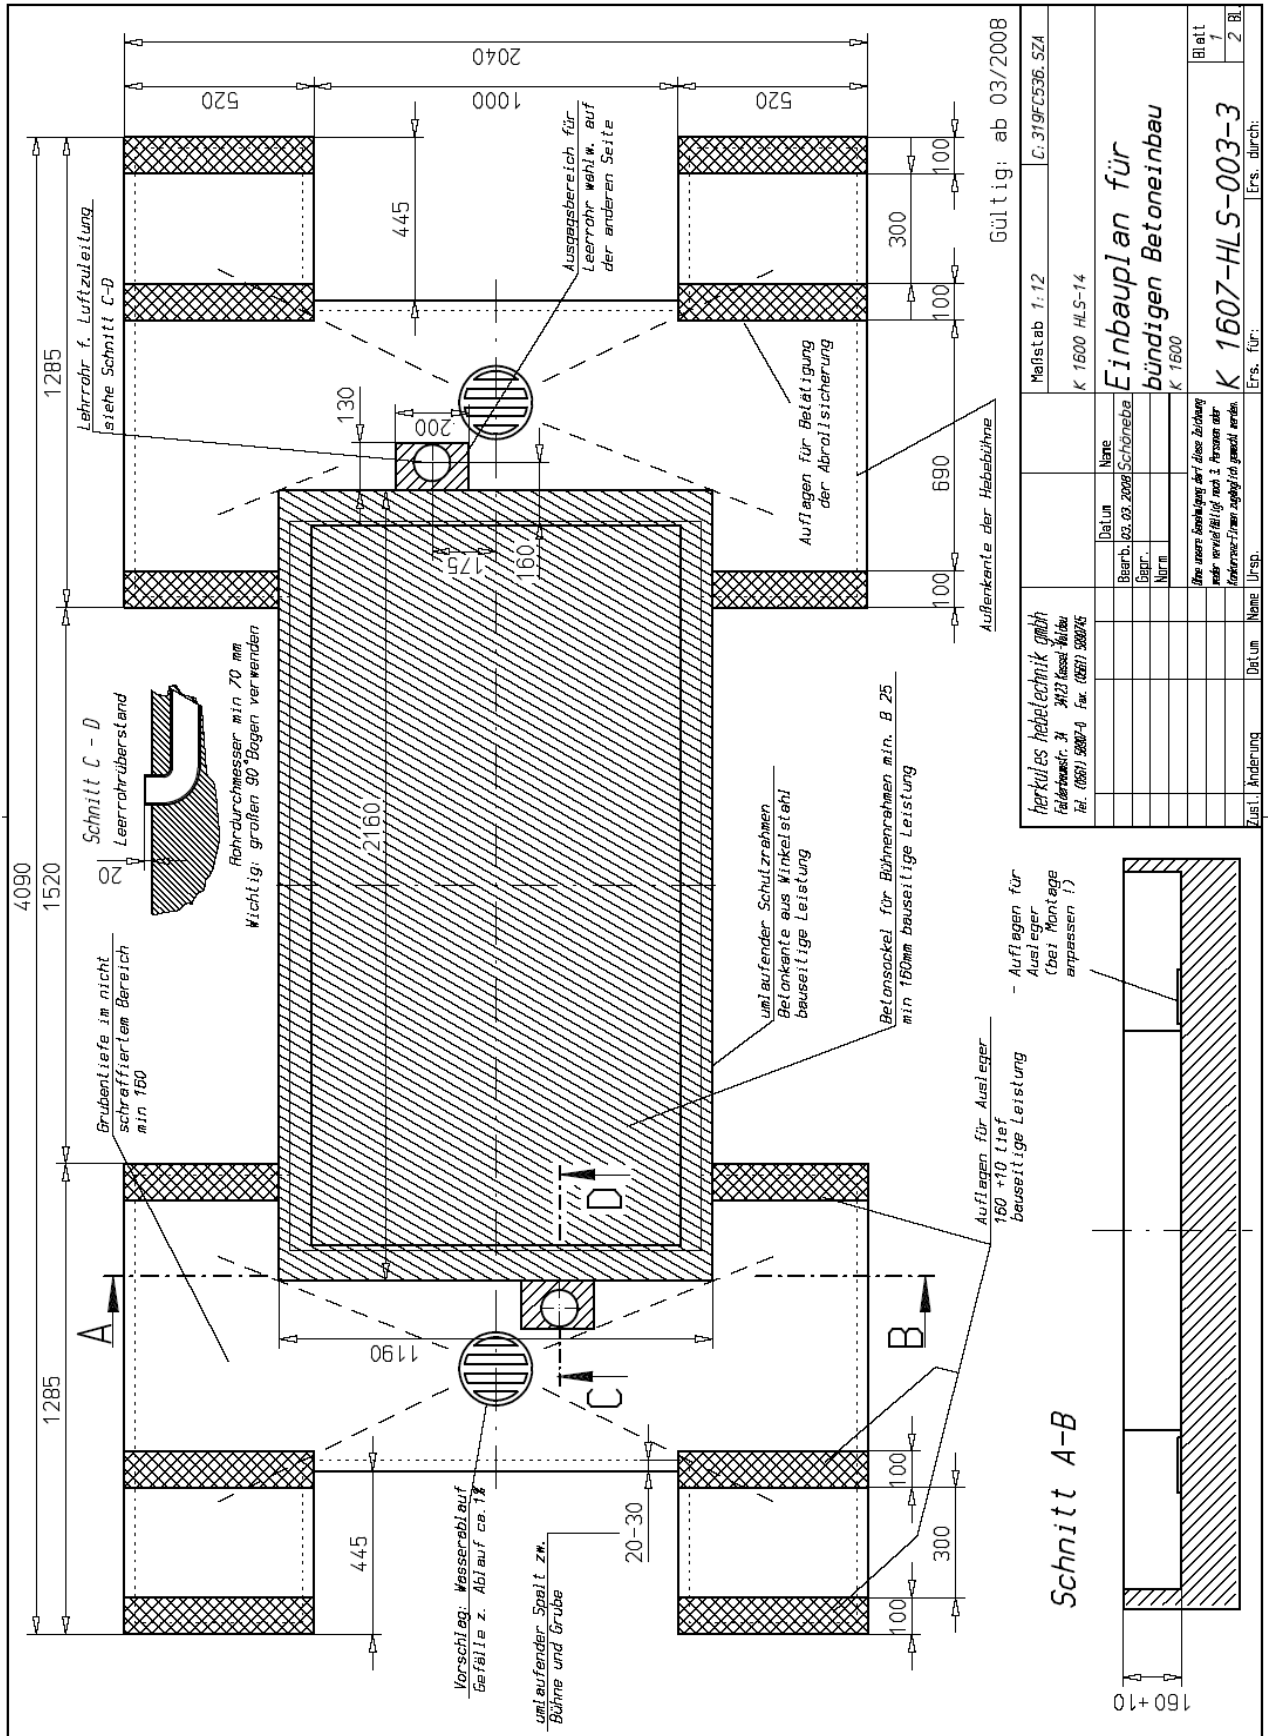 4090
1285
1520
1285
Grubentiefe im nicht
schraffiertem Bereich
min 160
Schnitt C - D
Leerrohrüberstand
20
Rohrdurchmesser min 70 mm
Wichtig: großen 90°Bogen verwenden
Lehrrohr f. Luftzuleitung
siehe Schnitt C-D
445
445
520
1000
520
2040
A
B
C
D
1190
2160
130
200
175
160
Ausgagsbereich für
Leerrohr wahlw. auf
der anderen Seite
Vorschlag: Wasserablauf
Gefälle z. Ablauf ca.1%
umlaufender Spalt zw.
Bühne und Grube
20-30
umlaufender Schutzrahmen
Betonkante aus Winkelstahl
bauseitige Leistung
Betonsockel für Bühnenrahmen min. B 25
min 160mm bauseitige Leistung
Auflagen für Betätigung
der Abrollsicherung
Außenkante der Hebebühne
100
300
100
100
690
100
300
100
Auflagen für Ausleger
160 +10 tief
bauseitige Leistung
- Auflagen für
Ausleger
(bei Montage
anpassen !)
Schnitt A-B
160+10
Gültig: ab 03/2008
herkules hebetechnik gmbh
34123 Kassel-Waldau
Maßstab 1:12
C:319FC536.SZA
K 1600 HLS-14
Datum
Name
Bearb.
03.03.2008
Schöneba
Gepr.
Norm
Einbauplan für
bündigen Betoneinbau
K 1600
K 1607-HLS-003-3
Blatt
1
2 Bl.
Zust.
Änderung
Datum
Name
Ursp.
Ers. für:
Ers. durch: